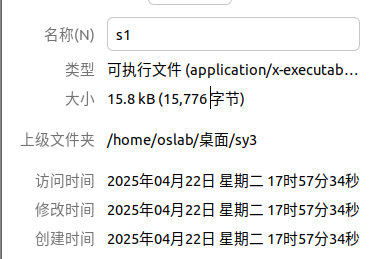 名称(N) s1
类型 可执行文件 (application/x-executab…
大小 15.8 kB (15,776 字节)
上级文件夹 /home/oslab/桌面/sy3
访问时间 2025年04月22日 星期二 17时57分34秒
修改时间 2025年04月22日 星期二 17时57分34秒
创建时间 2025年04月22日 星期二 17时57分34秒